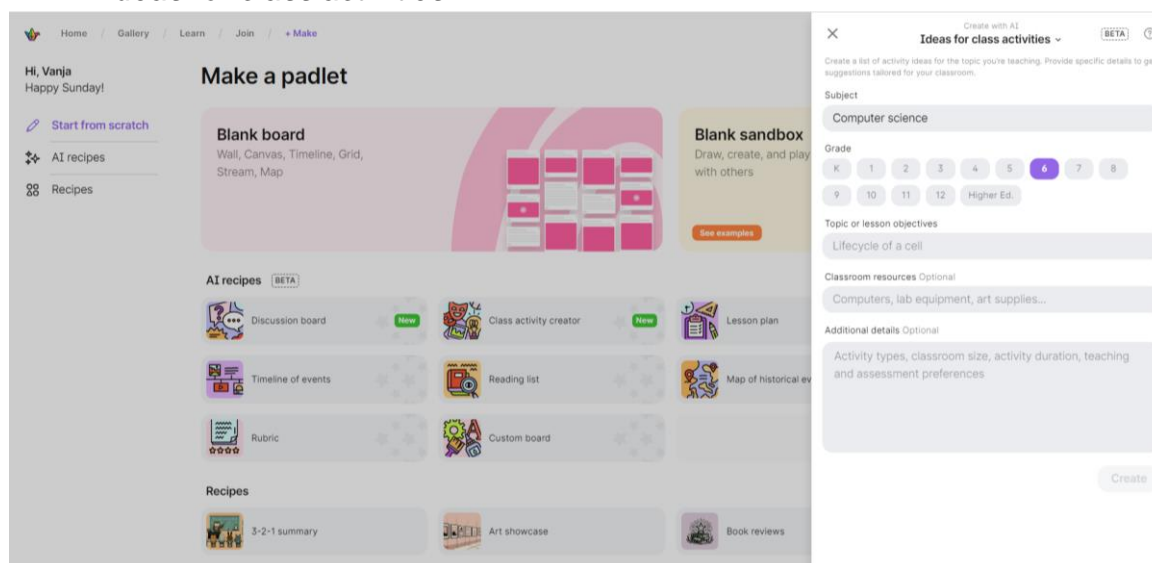 Home / Gallery / Learn / Join / + Make
Hi, Vanja
Happy Sunday!
Start from scratch
AI recipes
Recipes
Make a padlet
Blank board
Wall, Canvas, Timeline, Grid,
Stream, Map
Blank sandbox
Draw, create, and play
with others
See examples
AI recipes BETA
Discussion board New
Class activity creator New
Lesson plan
Timeline of events
Reading list
Map of historical ev
Rubric
Custom board
Recipes
3-2-1 summary
Art showcase
Book reviews
Create with AI
Ideas for class activities
BETA
Create a list of activity ideas for the topic you're teaching. Provide specific details to ge
suggestions tailored for your classroom.
Subject
Computer science
Grade
K 1 2 3 4 5 6 7 8
9 10 11 12 Higher Ed.
Topic or lesson objectives
Lifecycle of a cell
Classroom resources Optional
Computers, lab equipment, art supplies...
Additional details Optional
Activity types, classroom size, activity duration, teaching
and assessment preferences
Create